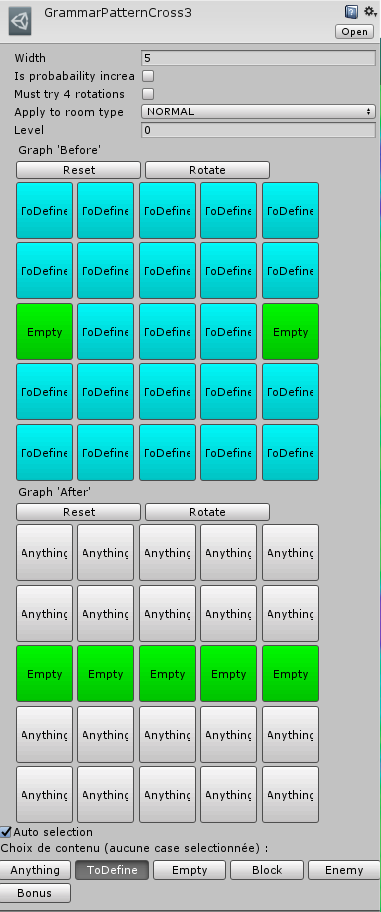 GrammarPatternCross3
Open
Width 5
Is probabaility increa
Must try 4 rotations
Apply to room type NORMAL
Level 0
Graph 'Before'
Reset Rotate
ToDefine ToDefine ToDefine ToDefine ToDefine
ToDefine ToDefine ToDefine ToDefine ToDefine
Empty ToDefine ToDefine ToDefine Empty
ToDefine ToDefine ToDefine ToDefine ToDefine
ToDefine ToDefine ToDefine ToDefine ToDefine
Graph 'After'
Reset Rotate
Anything Anything Anything Anything Anything
Anything Anything Anything Anything Anything
Empty Empty Empty Empty Empty
Anything Anything Anything Anything Anything
Anything Anything Anything Anything Anything
Auto selection
Choix de contenu (aucune case selectionnée) :
Anything ToDefine Empty Block Enemy
Bonus